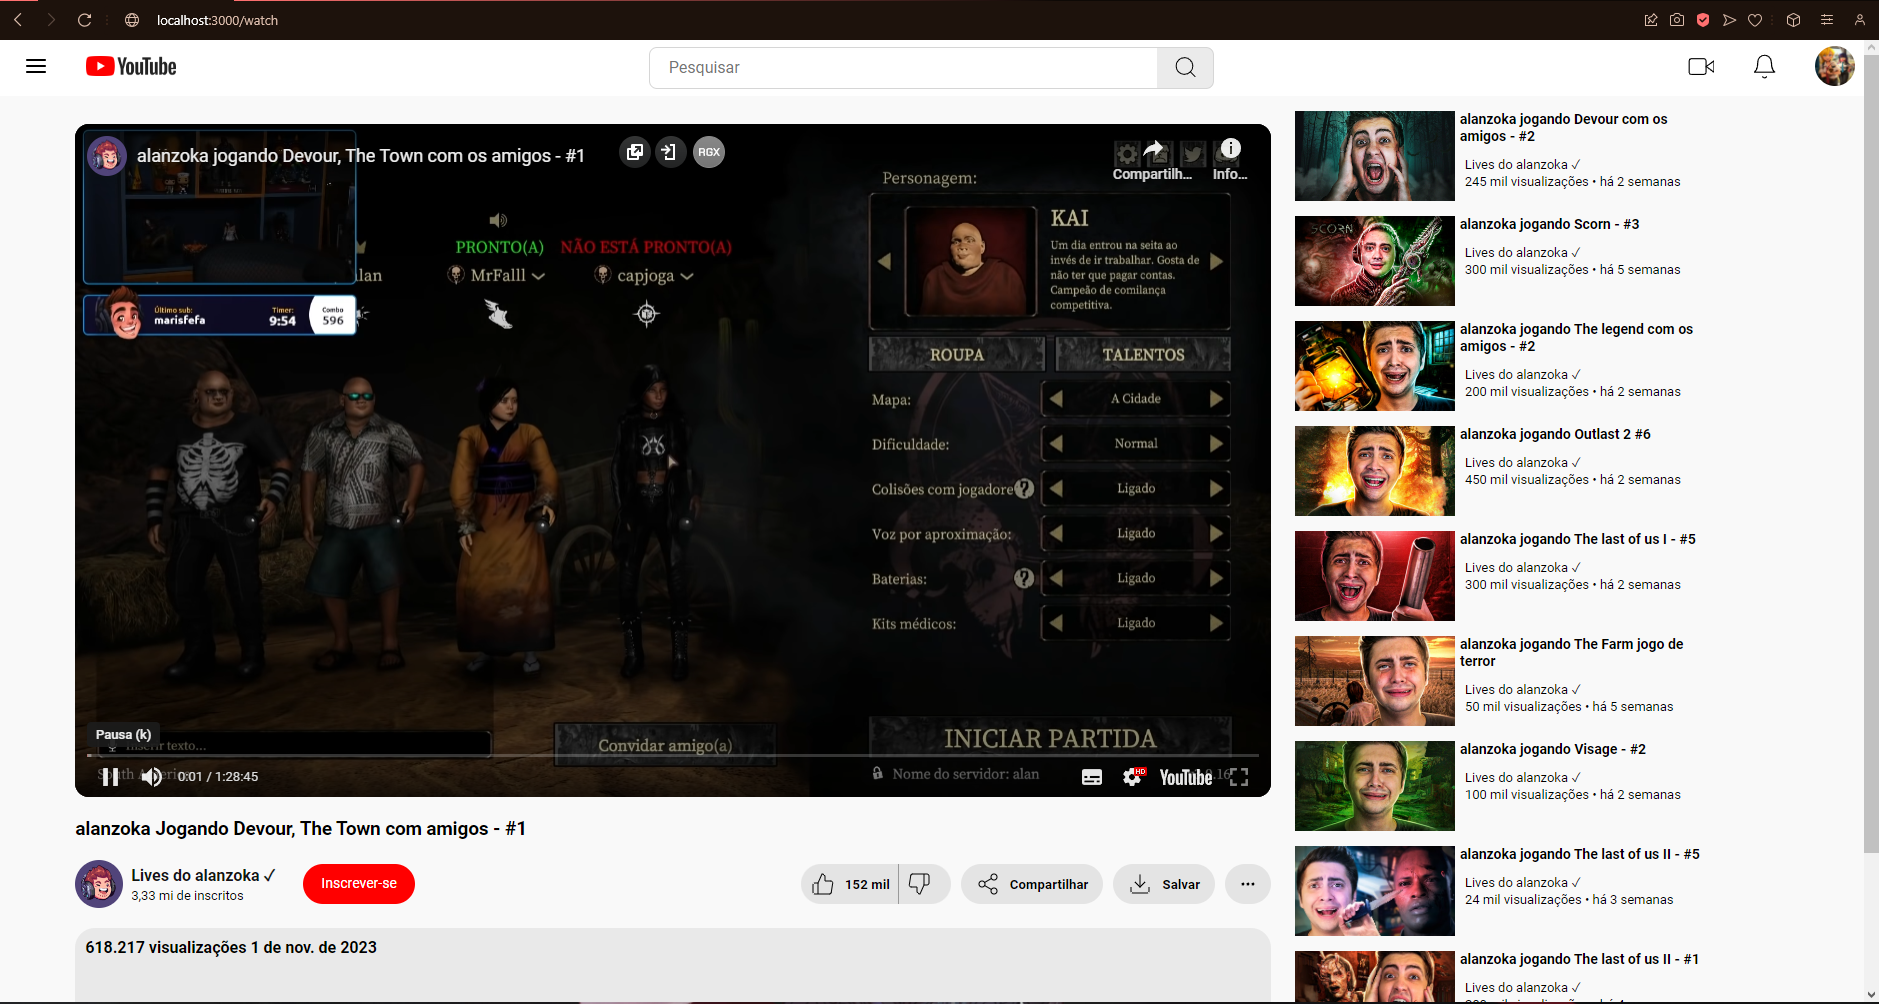 localhost:3000/watch
YouTube
Pesquisar
alanzoka jogando Devour, The Town com os amigos - #1
RGX
Compartilh...
Info...
Personagem:
KAI
Um dia entrou na seita ao
invés de ir trabalhar. Gosta de
não ter que pagar contas.
Campeão de comilança
competitiva.
PRONTO(A)
NÃO ESTÁ PRONTO(A)
MrFalll
capjoga
Último sub:
marisfefa
Timer:
9:54
Combo
596
ROUPA
TALENTOS
Mapa:
A Cidade
Dificuldade:
Normal
Colisões com jogadore
Ligado
Voz por aproximação:
Ligado
Baterias:
Ligado
Kits médicos:
Ligado
Pausa (k)
Convidar amigo(a)
INICIAR PARTIDA
Nome do servidor: alan
0:01 / 1:28:45
HD
YouTube
alanzoka Jogando Devour, The Town com amigos - #1
Lives do alanzoka ✓
3,33 mi de inscritos
Inscrever-se
152 mil
Compartilhar
Salvar
618.217 visualizações 1 de nov. de 2023
alanzoka jogando Devour com os
amigos - #2
Lives do alanzoka ✓
245 mil visualizações • há 2 semanas
SCORN
alanzoka jogando Scorn - #3
Lives do alanzoka ✓
300 mil visualizações • há 5 semanas
alanzoka jogando The legend com os
amigos - #2
Lives do alanzoka ✓
200 mil visualizações • há 2 semanas
alanzoka jogando Outlast 2 #6
Lives do alanzoka ✓
450 mil visualizações • há 2 semanas
alanzoka jogando The last of us I - #5
Lives do alanzoka ✓
300 mil visualizações • há 2 semanas
alanzoka jogando The Farm jogo de
terror
Lives do alanzoka ✓
50 mil visualizações • há 5 semanas
alanzoka jogando Visage - #2
Lives do alanzoka ✓
100 mil visualizações • há 2 semanas
alanzoka jogando The last of us II - #5
Lives do alanzoka ✓
24 mil visualizações • há 3 semanas
alanzoka jogando The last of us II - #1
Lives do alanzoka ✓